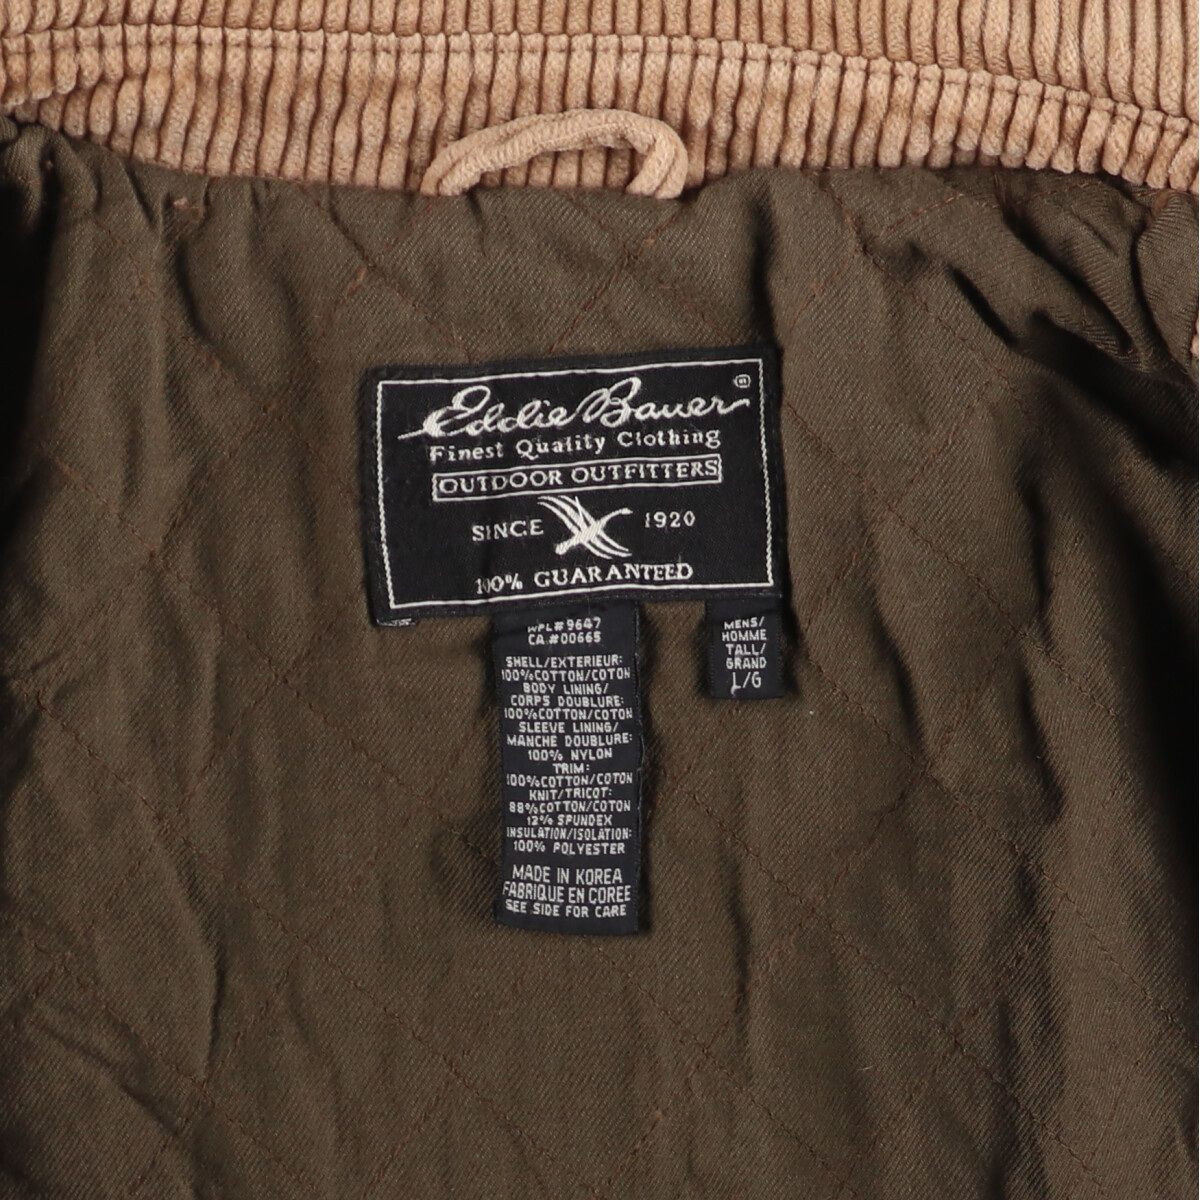 Eddie Bauer®
Finest Quality Clothing
OUTDOOR OUTFITTERS
SINCE 1920
100% GUARANTEED
WPL# 9647
CA.#00665
SHELL/EXTERIEUR:
100%COTTON/COTON
BODY LINING/
CORPS DOUBLURE:
100%COTTON/COTON
SLEEVE LINING/
MANCHE DOUBLURE:
100% NYLON
TRIM:
100%COTTON/COTON
KNIT/TRICOT:
88%COTTON/COTON
12% SPUNDEX
INSULATION/ISOLATION:
100% POLYESTER
MADE IN KOREA
FABRIQUE EN COREE
SEE SIDE FOR CARE
MENS/
HOMME
TALL/
GRAND
L/G